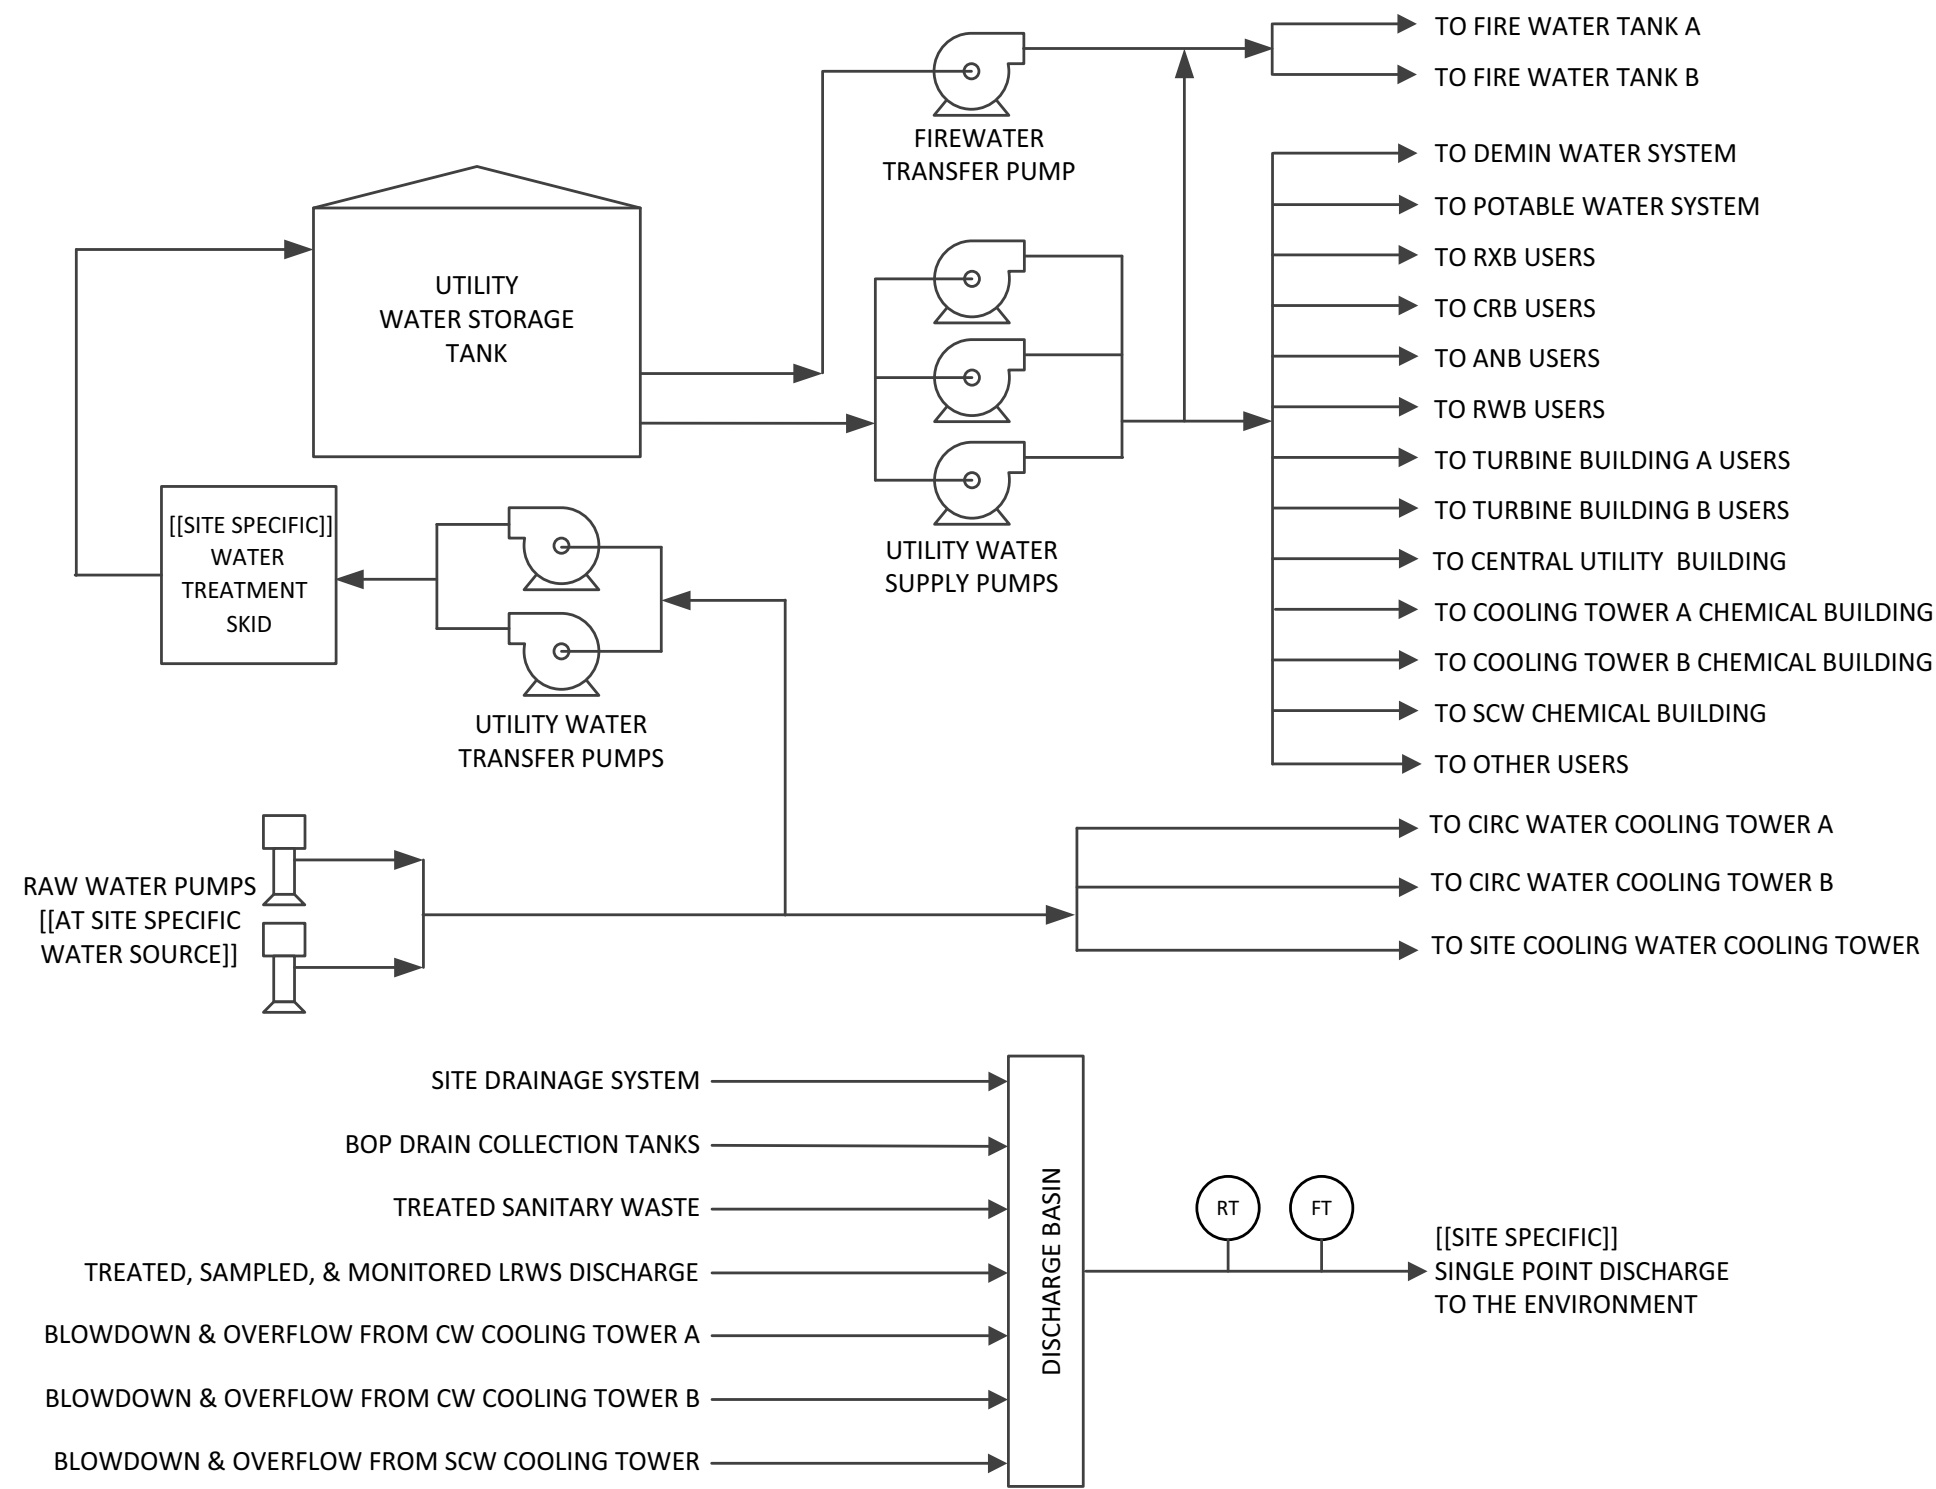 TO FIRE WATER TANK A
TO FIRE WATER TANK B
FIREWATER
TRANSFER PUMP
TO DEMIN WATER SYSTEM
TO POTABLE WATER SYSTEM
TO RXB USERS
TO CRB USERS
TO ANB USERS
TO RWB USERS
TO TURBINE BUILDING A USERS
TO TURBINE BUILDING B USERS
TO CENTRAL UTILITY BUILDING
TO COOLING TOWER A CHEMICAL BUILDING
TO COOLING TOWER B CHEMICAL BUILDING
TO SCW CHEMICAL BUILDING
TO OTHER USERS
UTILITY
WATER STORAGE
TANK
UTILITY WATER
SUPPLY PUMPS
[[SITE SPECIFIC]]
WATER
TREATMENT
SKID
UTILITY WATER
TRANSFER PUMPS
RAW WATER PUMPS
[[AT SITE SPECIFIC
WATER SOURCE]]
TO CIRC WATER COOLING TOWER A
TO CIRC WATER COOLING TOWER B
TO SITE COOLING WATER COOLING TOWER
SITE DRAINAGE SYSTEM
BOP DRAIN COLLECTION TANKS
TREATED SANITARY WASTE
TREATED, SAMPLED, & MONITORED LRWS DISCHARGE
BLOWDOWN & OVERFLOW FROM CW COOLING TOWER A
BLOWDOWN & OVERFLOW FROM CW COOLING TOWER B
BLOWDOWN & OVERFLOW FROM SCW COOLING TOWER
DISCHARGE BASIN
RT
FT
[[SITE SPECIFIC]]
SINGLE POINT DISCHARGE
TO THE ENVIRONMENT